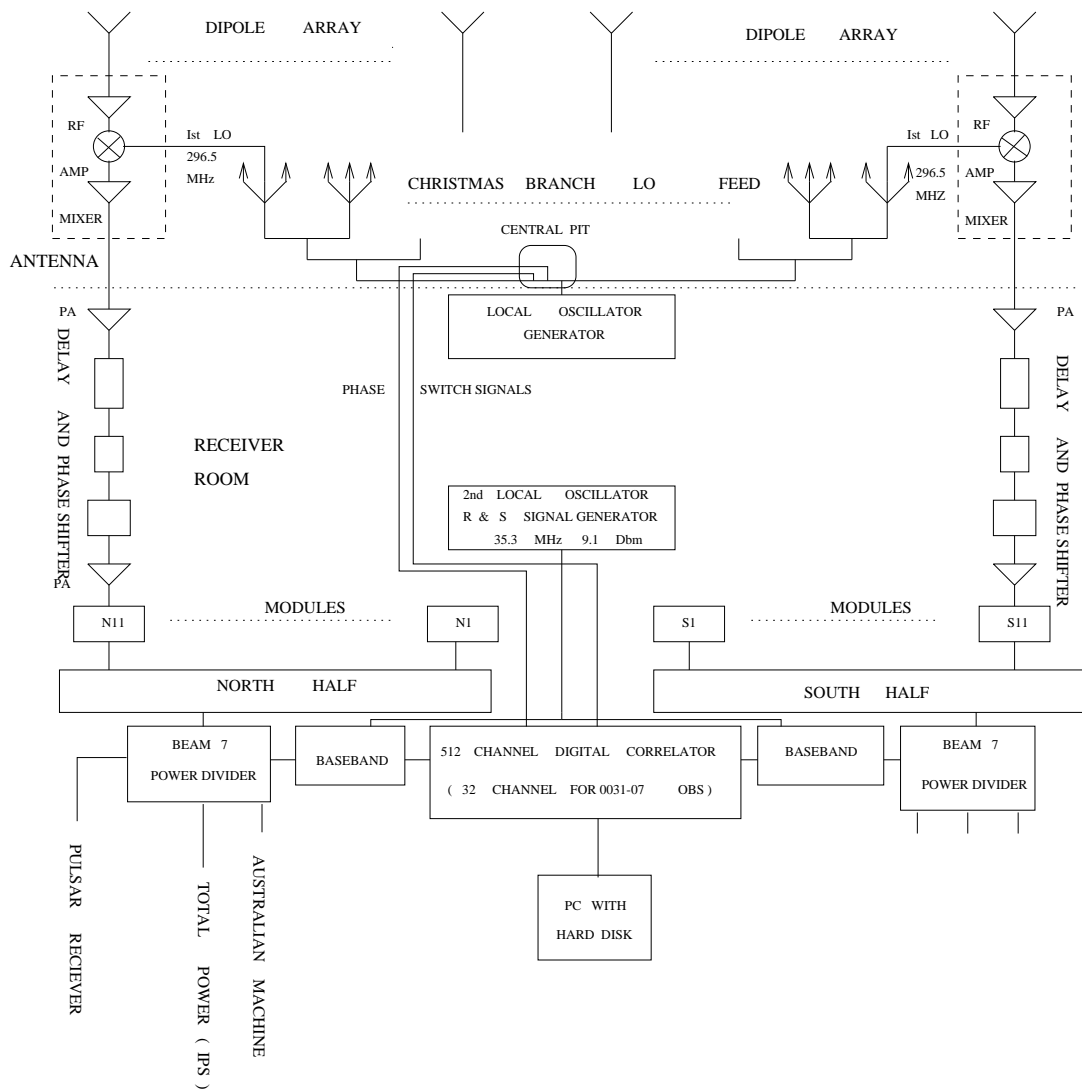 DIPOLE ARRAY
DIPOLE ARRAY
RF
AMP
MIXER
Ist LO
296.5
MHz
CHRISTMAS BRANCH LO FEED
Ist LO
296.5
MHZ
RF
AMP
MIXER
CENTRAL PIT
ANTENNA
LOCAL OSCILLATOR
GENERATOR
PA
DELAY AND PHASE SHIFTER
PA
PHASE SWITCH SIGNALS
PA
DELAY AND PHASE SHIFTER
RECEIVER
ROOM
2nd LOCAL OSCILLATOR
R & S SIGNAL GENERATOR
35.3 MHz 9.1 Dbm
N11
MODULES
N1
S1
MODULES
S11
NORTH HALF
SOUTH HALF
BEAM 7
POWER DIVIDER
BASEBAND
512 CHANNEL DIGITAL CORRELATOR
( 32 CHANNEL FOR 0031-07 OBS )
BASEBAND
BEAM 7
POWER DIVIDER
PULSAR RECIEVER
TOTAL POWER ( IPS )
AUSTRALIAN MACHINE
PC WITH
HARD DISK